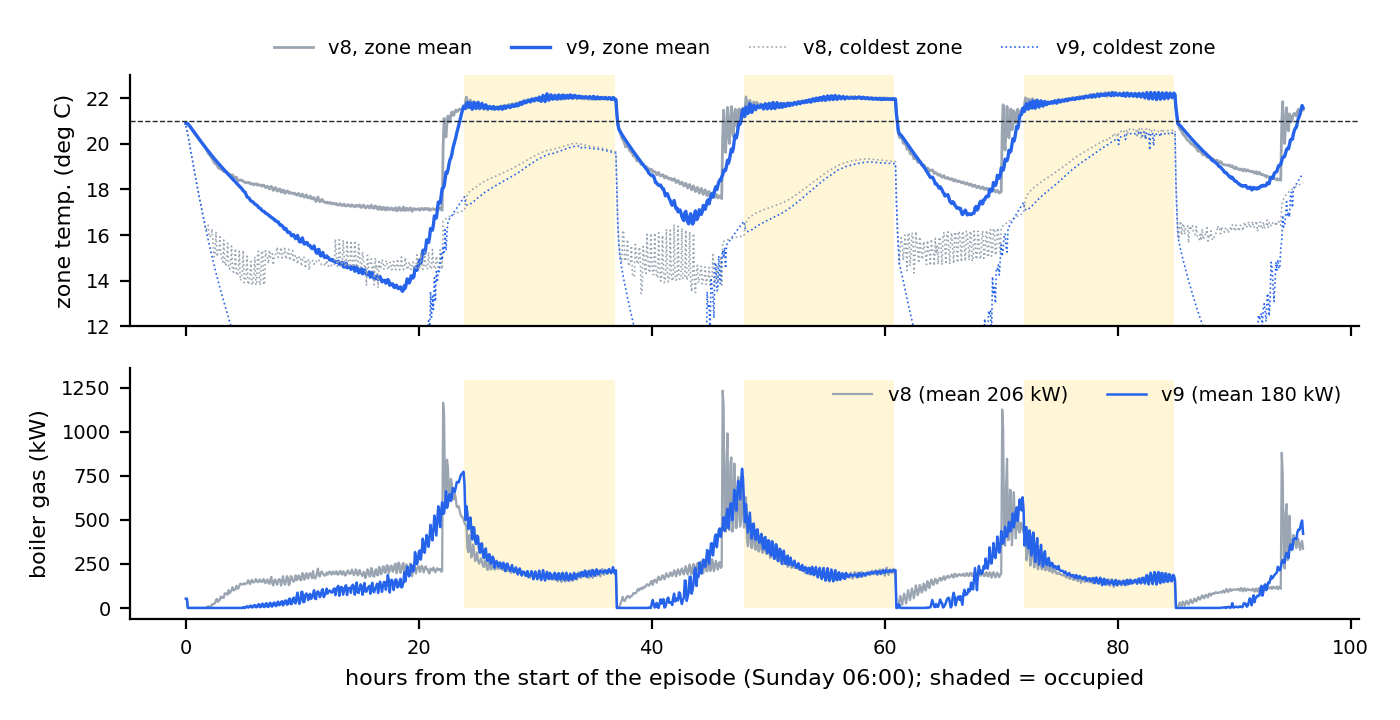 v8, zone mean v9, zone mean v8, coldest zone v9, coldest zone
zone temp. (deg C)
22
20
18
16
14
12
v8 (mean 206 kW) v9 (mean 180 kW)
boiler gas (kW)
1250
1000
750
500
250
0
0 20 40 60 80 100
hours from the start of the episode (Sunday 06:00); shaded = occupied